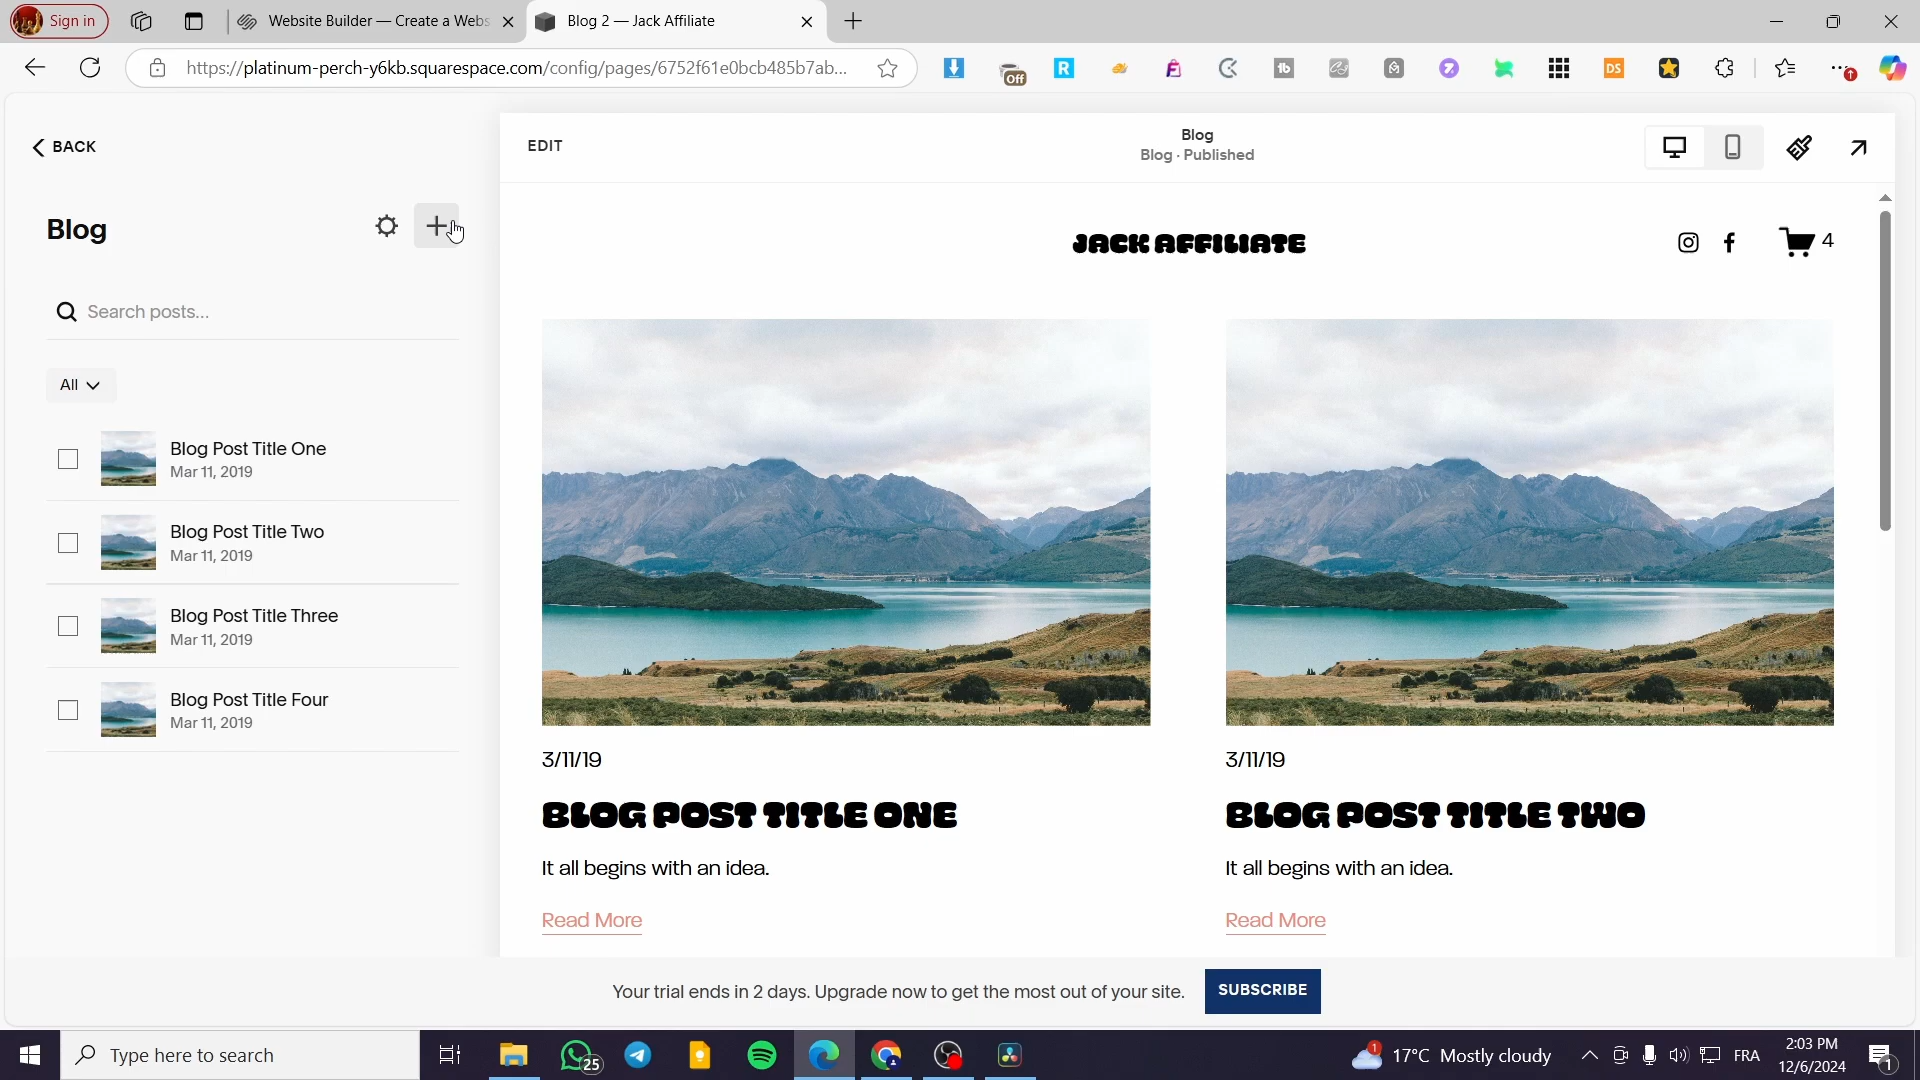 Sign in
Website Builder — Create a Webs
Blog 2 — Jack Affiliate
https://platinum-perch-y6kb.squarespace.com/config/pages/6752f61e0bcb485b7ab...
Off
R
tb
DS
BACK
EDIT
Blog
Blog · Published
Blog
JACK AFFILIATE
4
Search posts...
All
Blog Post Title One
Mar 11, 2019
Blog Post Title Two
Mar 11, 2019
Blog Post Title Three
Mar 11, 2019
Blog Post Title Four
Mar 11, 2019
3/11/19
3/11/19
BLOG POST TITLE ONE
BLOG POST TITLE TWO
It all begins with an idea.
It all begins with an idea.
Read More
Read More
Your trial ends in 2 days. Upgrade now to get the most out of your site.
SUBSCRIBE
Type here to search
25
1
17°C Mostly cloudy
FRA
2:03 PM
12/6/2024
1